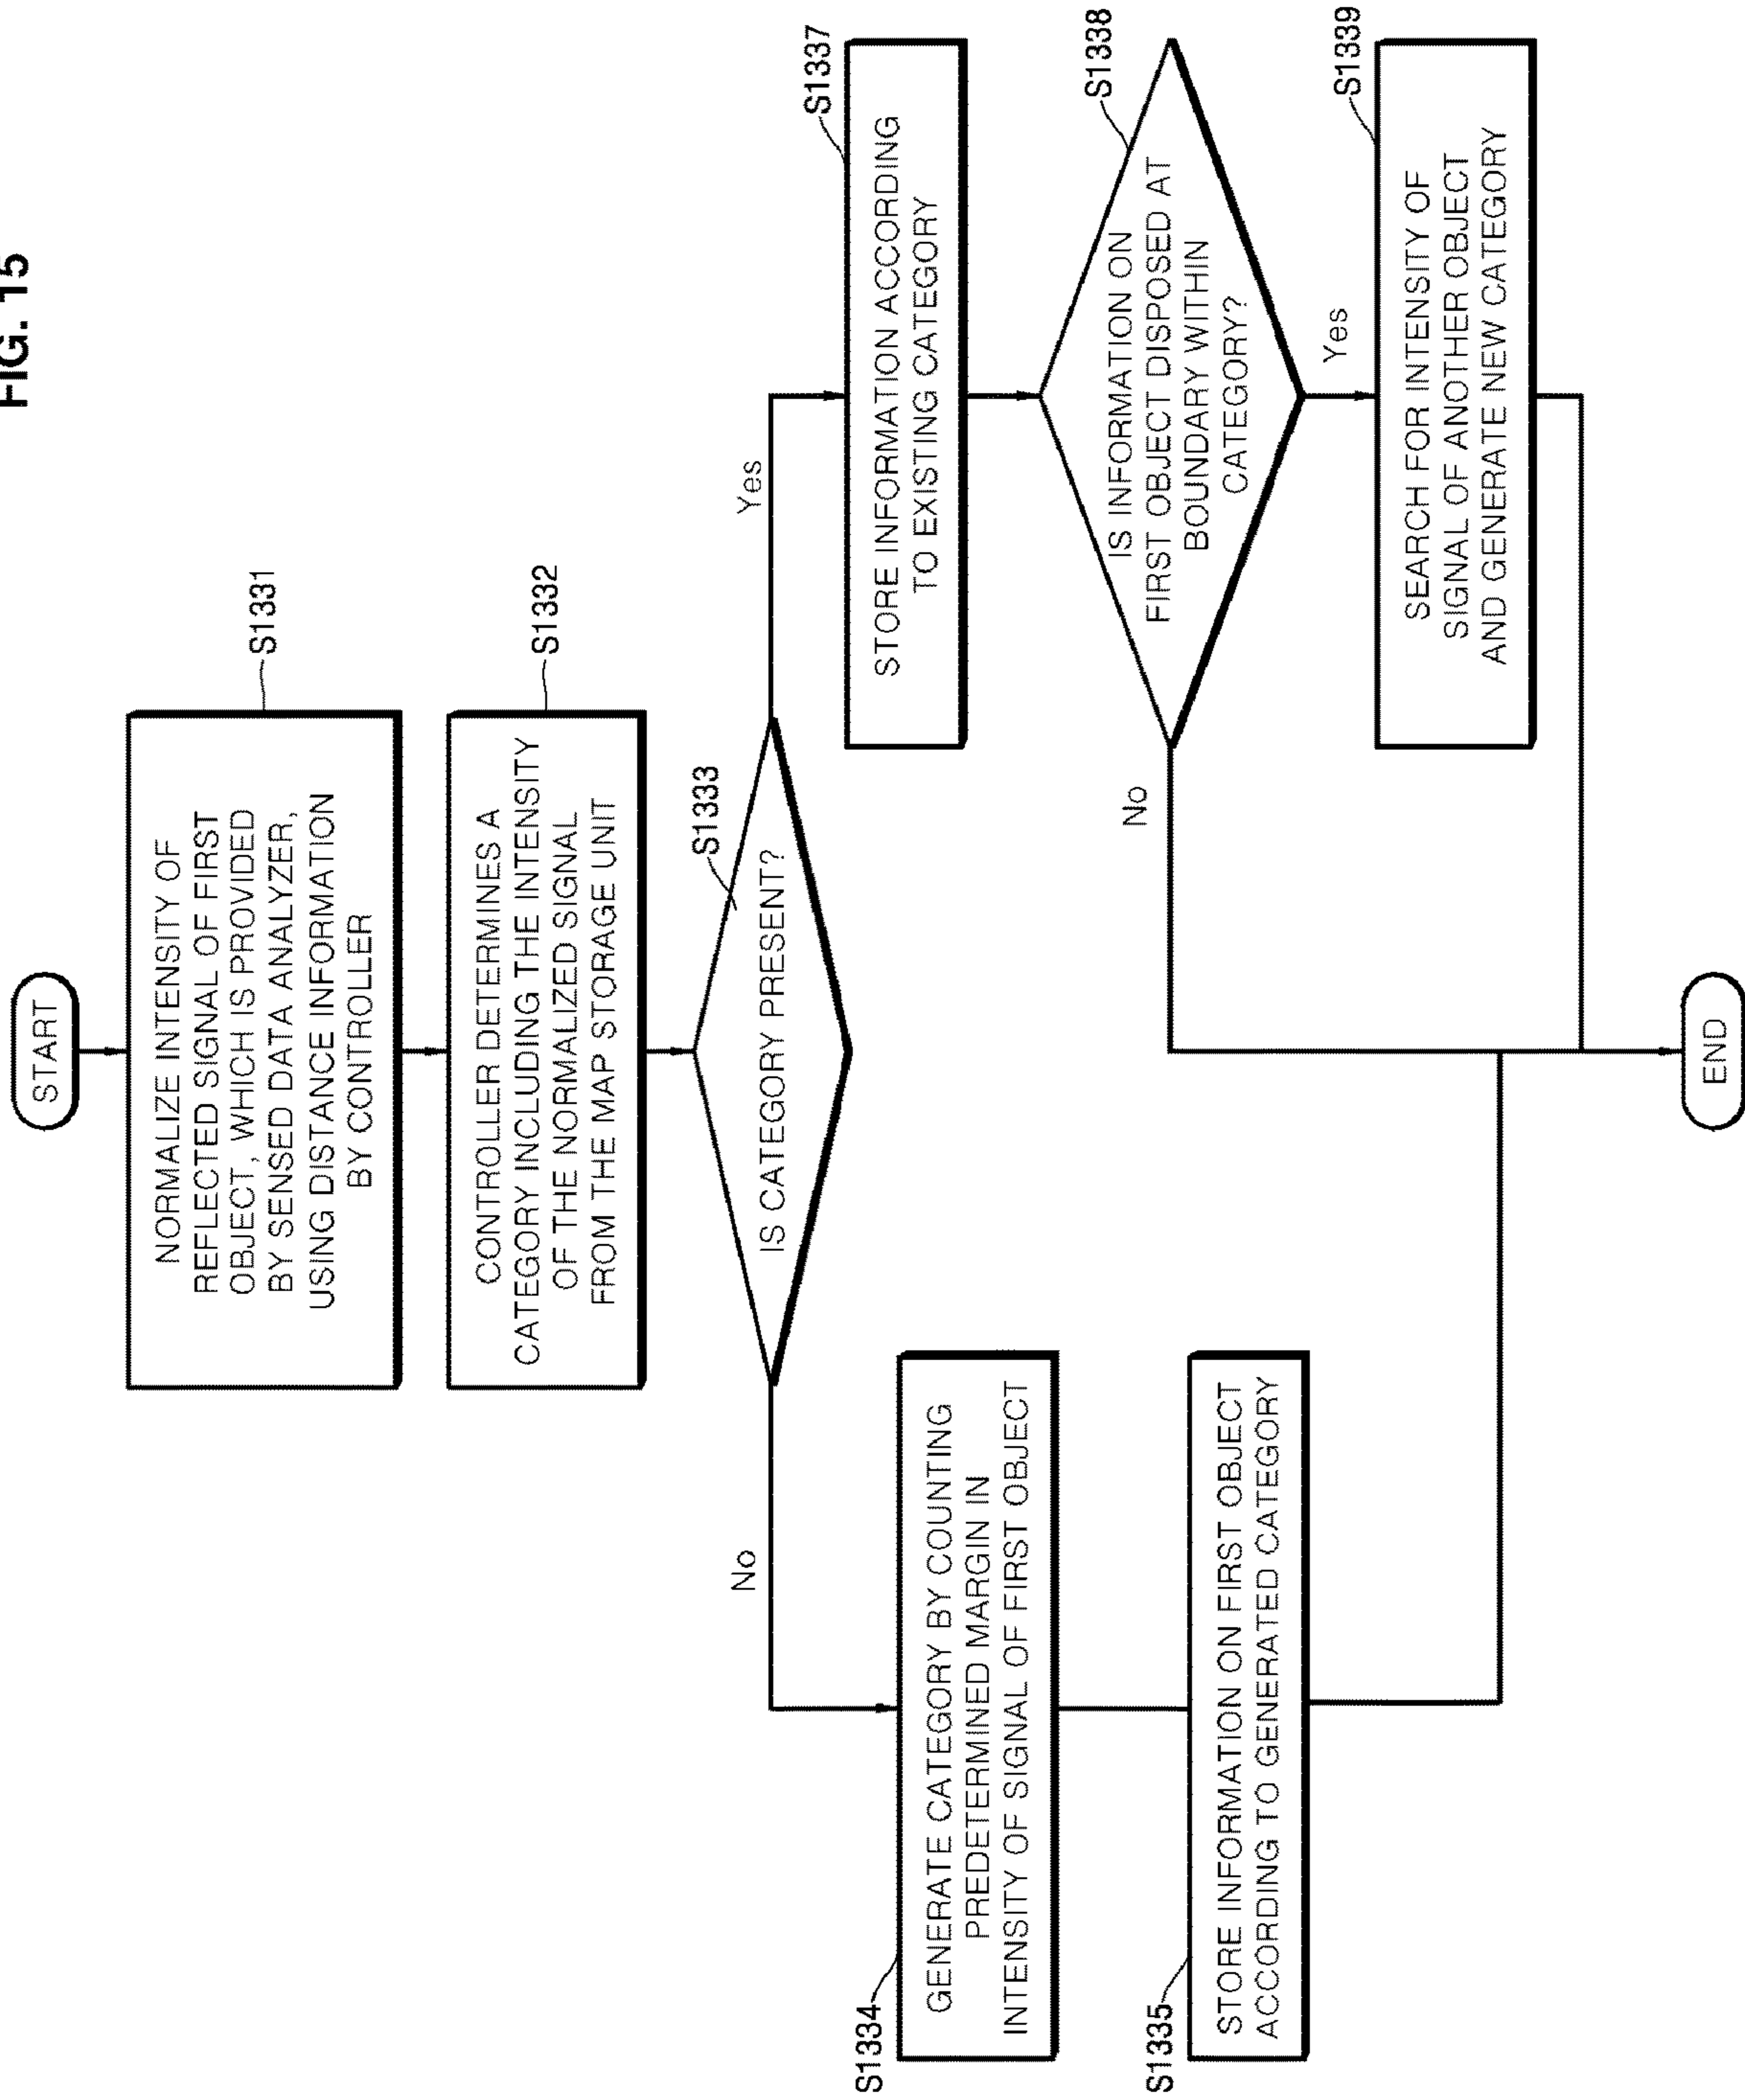 FIG. 15
START
NORMALIZE INTENSITY OF
REFLECTED SIGNAL OF FIRST
OBJECT, WHICH IS PROVIDED
BY SENSED DATA ANALYZER,
USING DISTANCE INFORMATION
BY CONTROLLER
S1331
CONTROLLER DETERMINES A
CATEGORY INCLUDING THE INTENSITY
OF THE NORMALIZED SIGNAL
FROM THE MAP STORAGE UNIT
S1332
IS CATEGORY PRESENT?
S1333
No
Yes
S1334
GENERATE CATEGORY BY COUNTING
PREDETERMINED MARGIN IN
INTENSITY OF SIGNAL OF FIRST OBJECT
S1335
STORE INFORMATION ON FIRST OBJECT
ACCORDING TO GENERATED CATEGORY
STORE INFORMATION ACCORDING
TO EXISTING CATEGORY
S1337
IS INFORMATION ON
FIRST OBJECT DISPOSED AT
BOUNDARY WITHIN
CATEGORY?
S1338
No
Yes
SEARCH FOR INTENSITY OF
SIGNAL OF ANOTHER OBJECT
AND GENERATE NEW CATEGORY
S1339
END